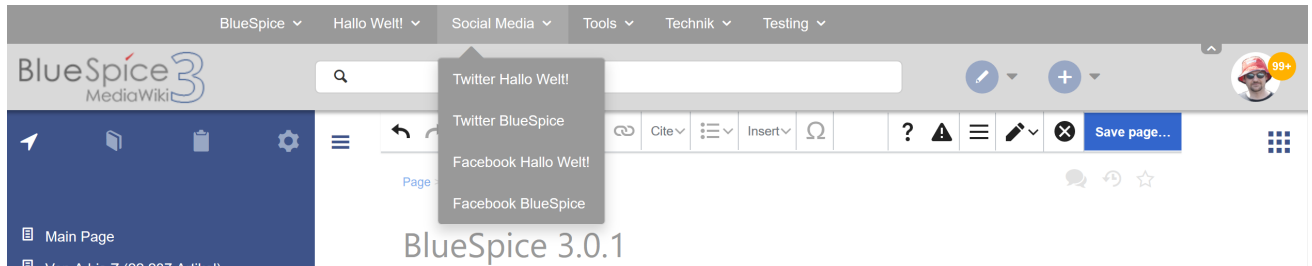 BlueSpice Hallo Welt! Social Media Tools Technik Testing
BlueSpice 3
MediaWiki
Twitter Hallo Welt!
Twitter BlueSpice
Facebook Hallo Welt!
Facebook BlueSpice
99+
Cite Insert Ω ? Save page...
Page
Main Page
BlueSpice 3.0.1